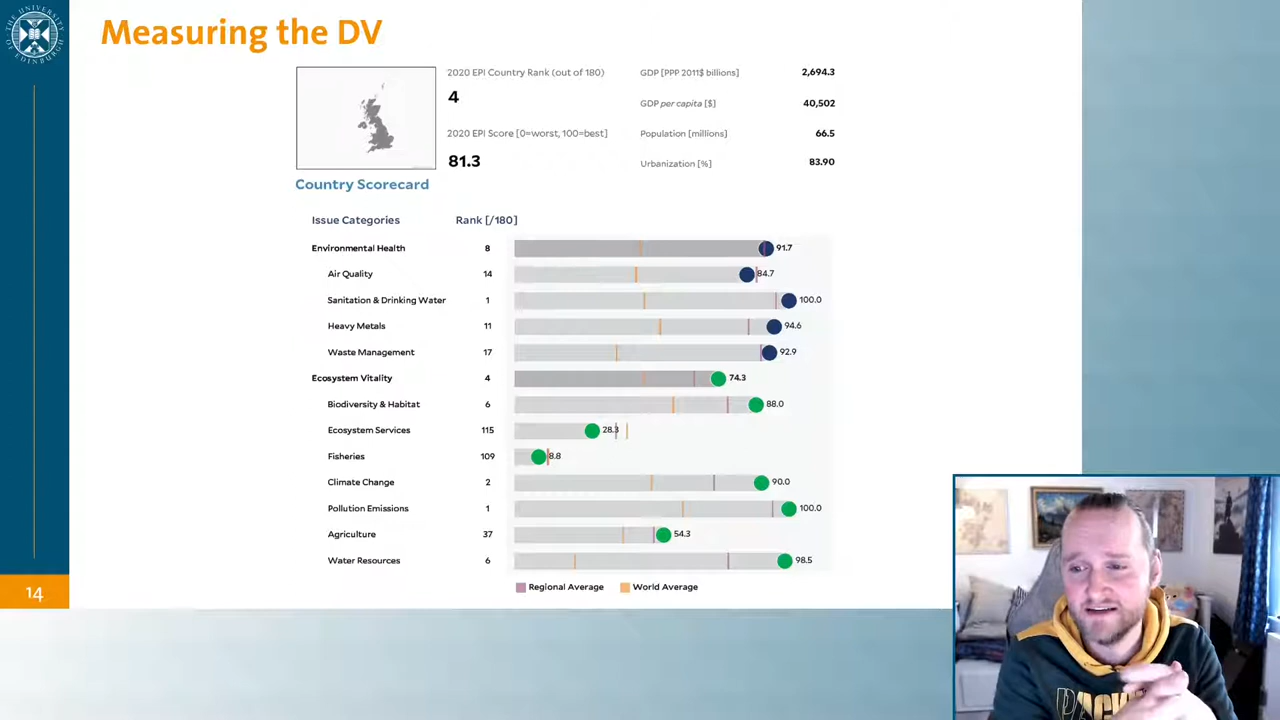 THE UNIVERSITY OF EDINBURGH
Measuring the DV
2020 EPI Country Rank (out of 180)
4
2020 EPI Score [0=worst, 100=best]
81.3
GDP [PPP 2011$ billions] 2,694.3
GDP per capita [$] 40,502
Population [millions] 66.5
Urbanization [%] 83.90
Country Scorecard
Issue Categories Rank [/180]
Environmental Health 8 91.7
Air Quality 14 84.7
Sanitation & Drinking Water 1 100.0
Heavy Metals 11 94.6
Waste Management 17 92.9
Ecosystem Vitality 4 74.3
Biodiversity & Habitat 6 88.0
Ecosystem Services 115 28.3
Fisheries 109 8.8
Climate Change 2 90.0
Pollution Emissions 1 100.0
Agriculture 37 54.3
Water Resources 6 98.5
Regional Average World Average
14